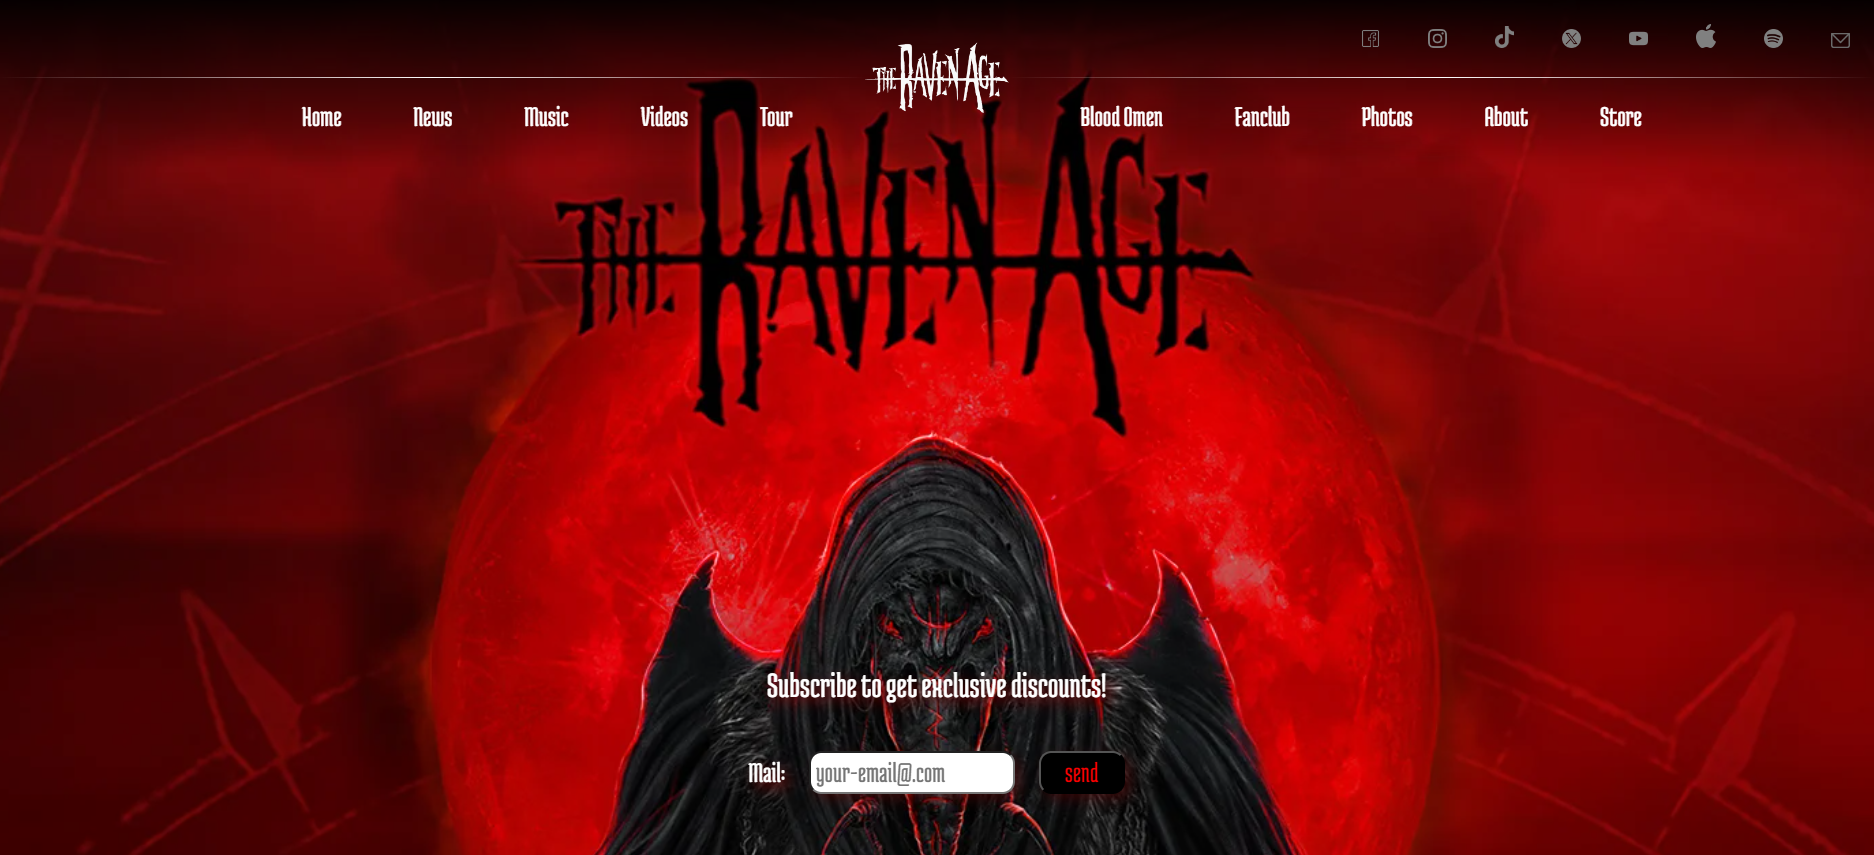 THE RAVEN AGE
Home News Music Videos Tour Blood Omen Fanclub Photos About Store
THE RAVEN AGE
Subscribe to get exclusive discounts!
Mail: your-email@.com send